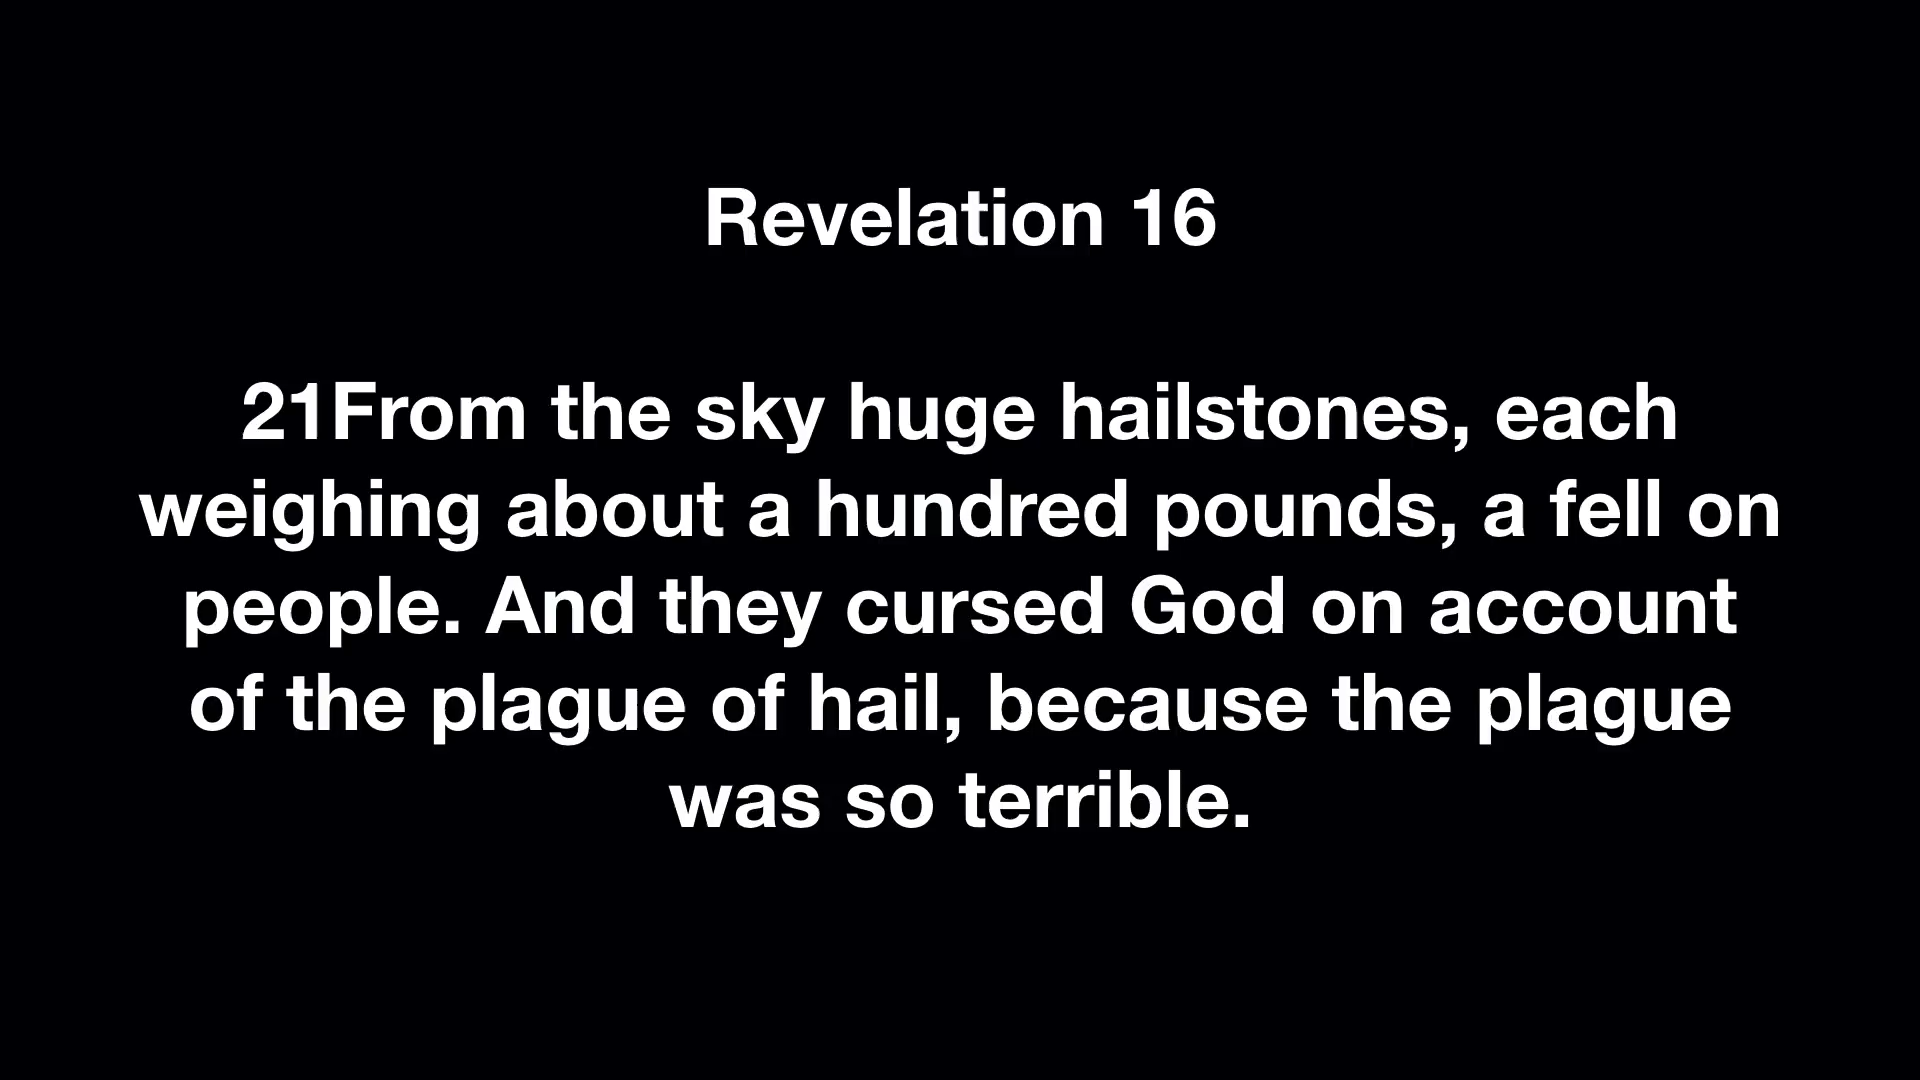 Revelation 16
21From the sky huge hailstones, each
weighing about a hundred pounds, a fell on
people. And they cursed God on account
of the plague of hail, because the plague
was so terrible.